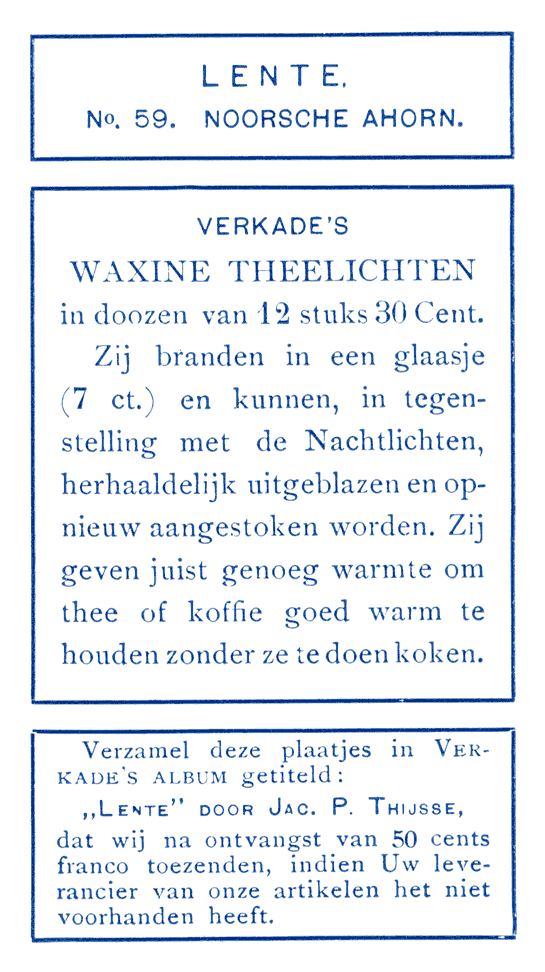 LENTE.
No. 59. NOORSCHE AHORN.
VERKADE'S
WAXINE THEELICHTEN
in doozen van 12 stuks 30 Cent.
Zij branden in een glaasje
(7 ct.) en kunnen, in tegen-
stelling met de Nachtlichten,
herhaaldelijk uitgeblazen en op-
nieuw aangestoken worden. Zij
geven juist genoeg warmte om
thee of koffie goed warm te
houden zonder ze te doen koken.
Verzamel deze plaatjes in VER-
KADE'S ALBUM getiteld:
„LENTE" DOOR JAC. P. THIJSSE,
dat wij na ontvangst van 50 cents
franco toezenden, indien Uw leve-
rancier van onze artikelen het niet
voorhanden heeft.